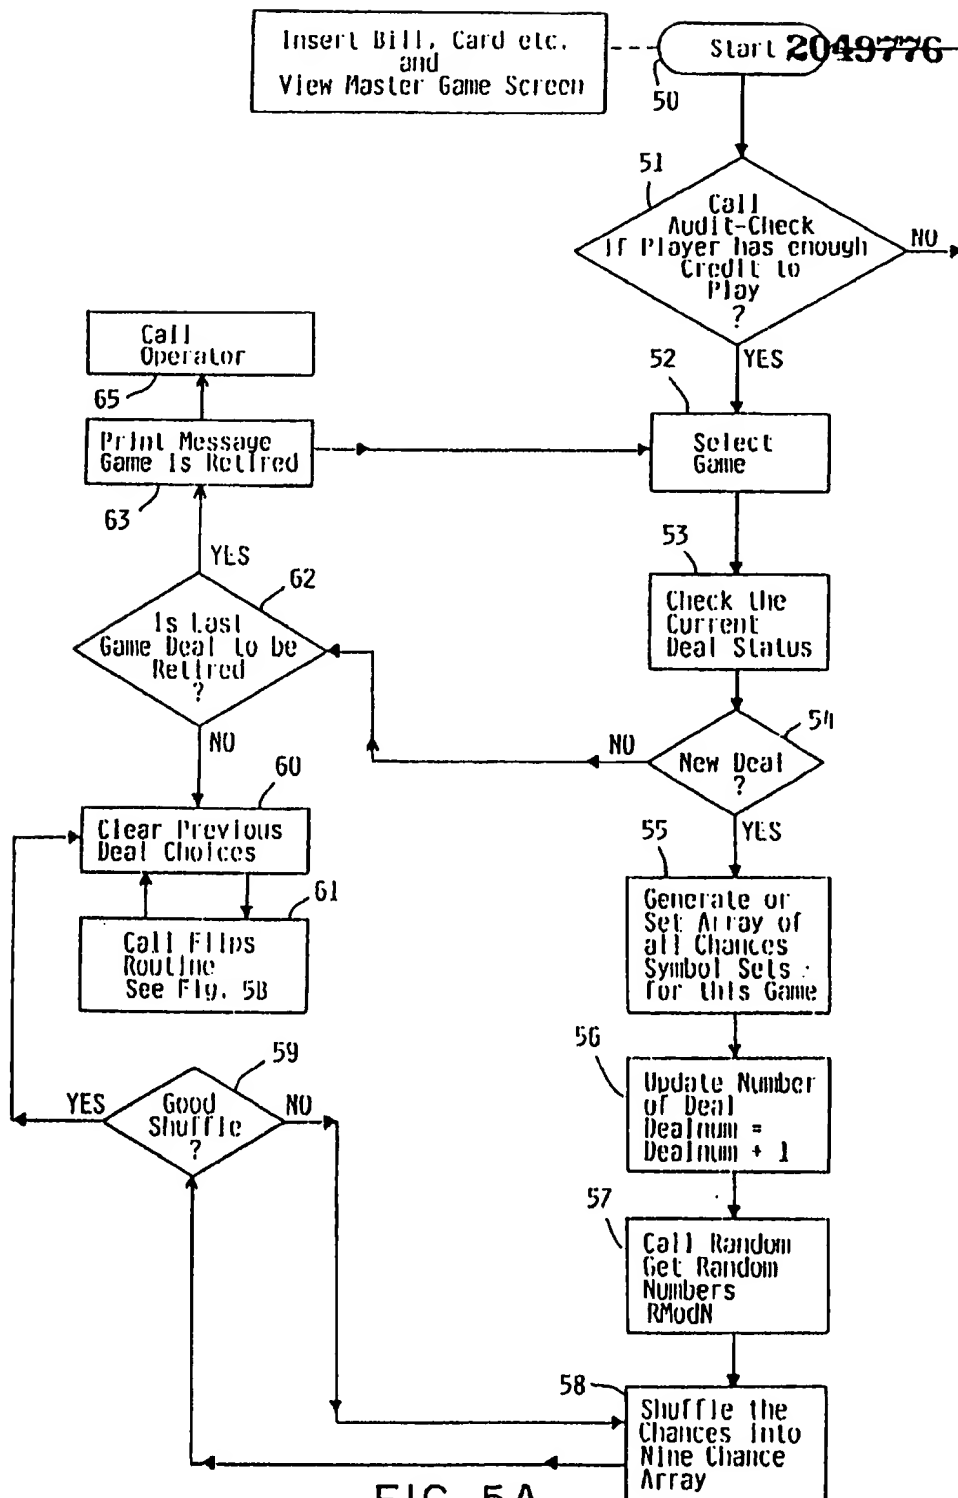 Insert Bill, Card etc.
and
View Master Game Screen
Start
2049776
50
51
Call
Audit-Check
If Player has enough
Credit to
Play
?
NO
YES
Call
Operator
65
52
Print Message
Game is Retired
Select
Game
63
YES
53
62
Is Last
Game Deal to be
Retired
?
Check the
Current
Deal Status
54
NO
NO
New Deal
?
60
YES
Clear Previous
Deal Choices
55
61
Generate or
Set Array of
all Chances
Symbol Sets
for this Game
Call Flips
Routine
See Fig. 5B
56
59
Update Number
of Deal
Dealnum =
Dealnum + 1
YES
Good
Shuffle
?
NO
57
Call Random
Get Random
Numbers
RModN
58
Shuffle the
Chances into
Nine Chance
Array
FIG. 5A